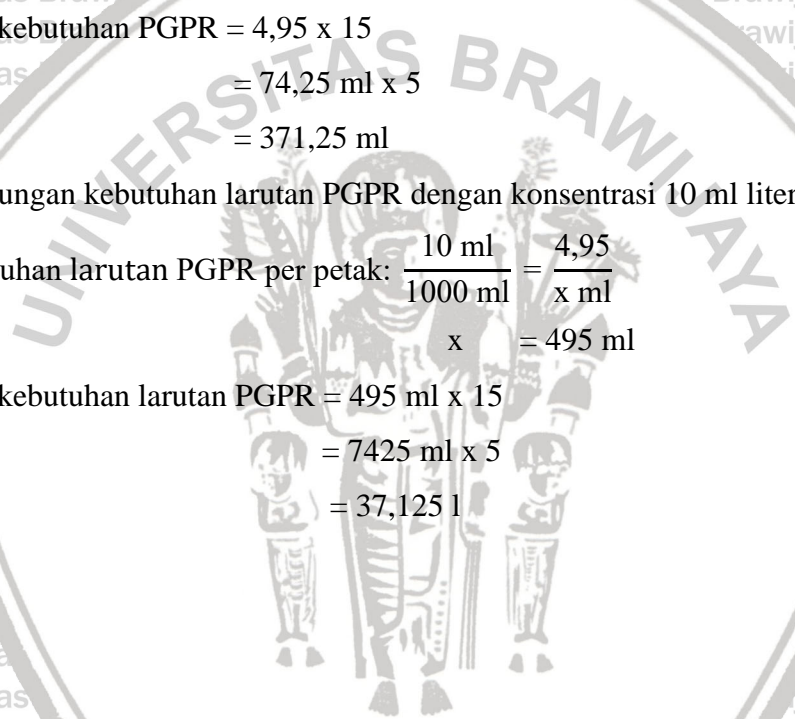 kebutuhan PGPR = 4,95 x 15
= 74,25 ml x 5
= 371,25 ml
ungan kebutuhan larutan PGPR dengan konsentrasi 10 ml liter
uhan larutan PGPR per petak: 10 ml / 1000 ml = 4,95 / x ml
x = 495 ml
kebutuhan larutan PGPR = 495 ml x 15
= 7425 ml x 5
= 37,125 l
UNIVERSITAS BRAWIJAYA